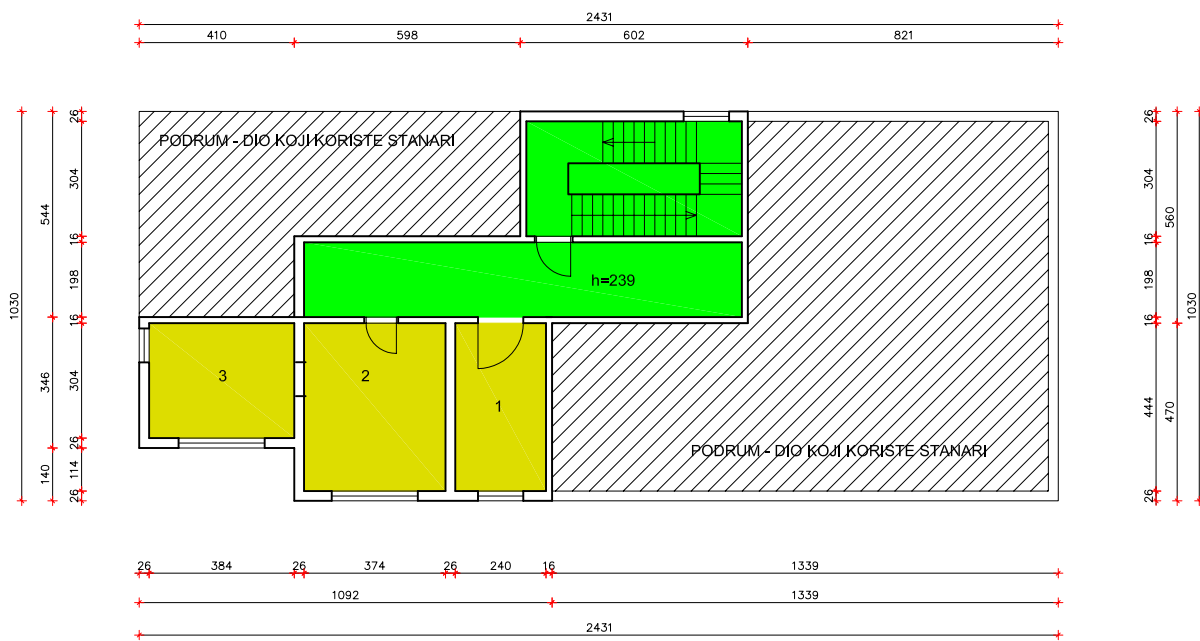 2431
410 598 602 821
PODRUM - DIO KOJI KORISTE STANARI
h=239
3 2 1
PODRUM - DIO KOJI KORISTE STANARI
1030
544 346 140
26 304 16 198 16 304 26 114 26
26 304 16 198 16 444 26
560 470
1030
26 384 26 374 26 240 16 1339
1092 1339
2431